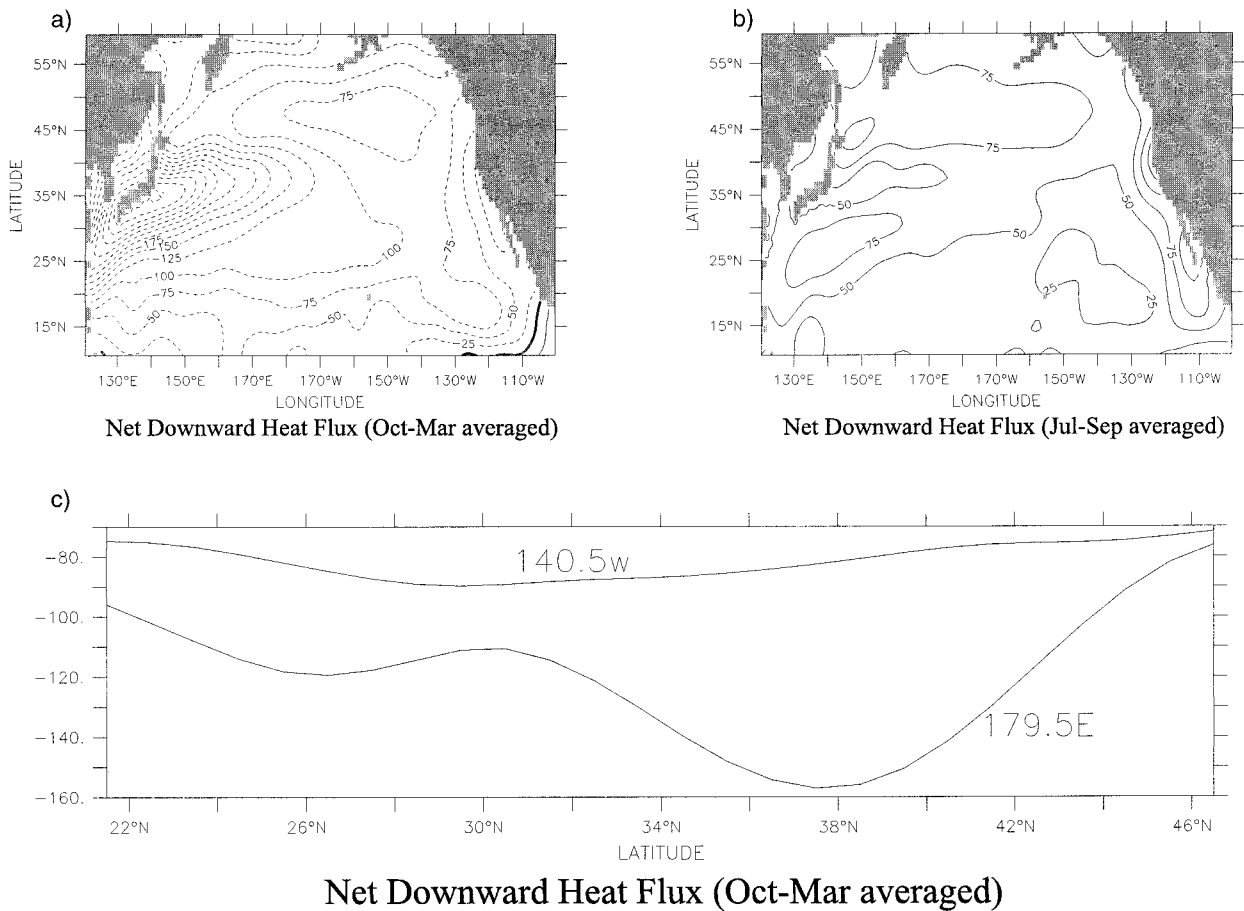 a)
55°N
45°N
35°N
25°N
15°N
LATITUDE
75
175
150
125
100
75
50
100
75
50
75
50
25
130°E 150°E 170°E 170°W 150°W 130°W 110°W
LONGITUDE
Net Downward Heat Flux (Oct-Mar averaged)
b)
55°N
45°N
35°N
25°N
15°N
LATITUDE
75
75
50
75
50
50
50
75
25
25
130°E 150°E 170°E 170°W 150°W 130°W 110°W
LONGITUDE
Net Downward Heat Flux (Jul-Sep averaged)
c)
-80.
-100.
-120.
-140.
-160.
140.5w
179.5E
22°N 26°N 30°N 34°N 38°N 42°N 46°N
LATITUDE
Net Downward Heat Flux (Oct-Mar averaged)